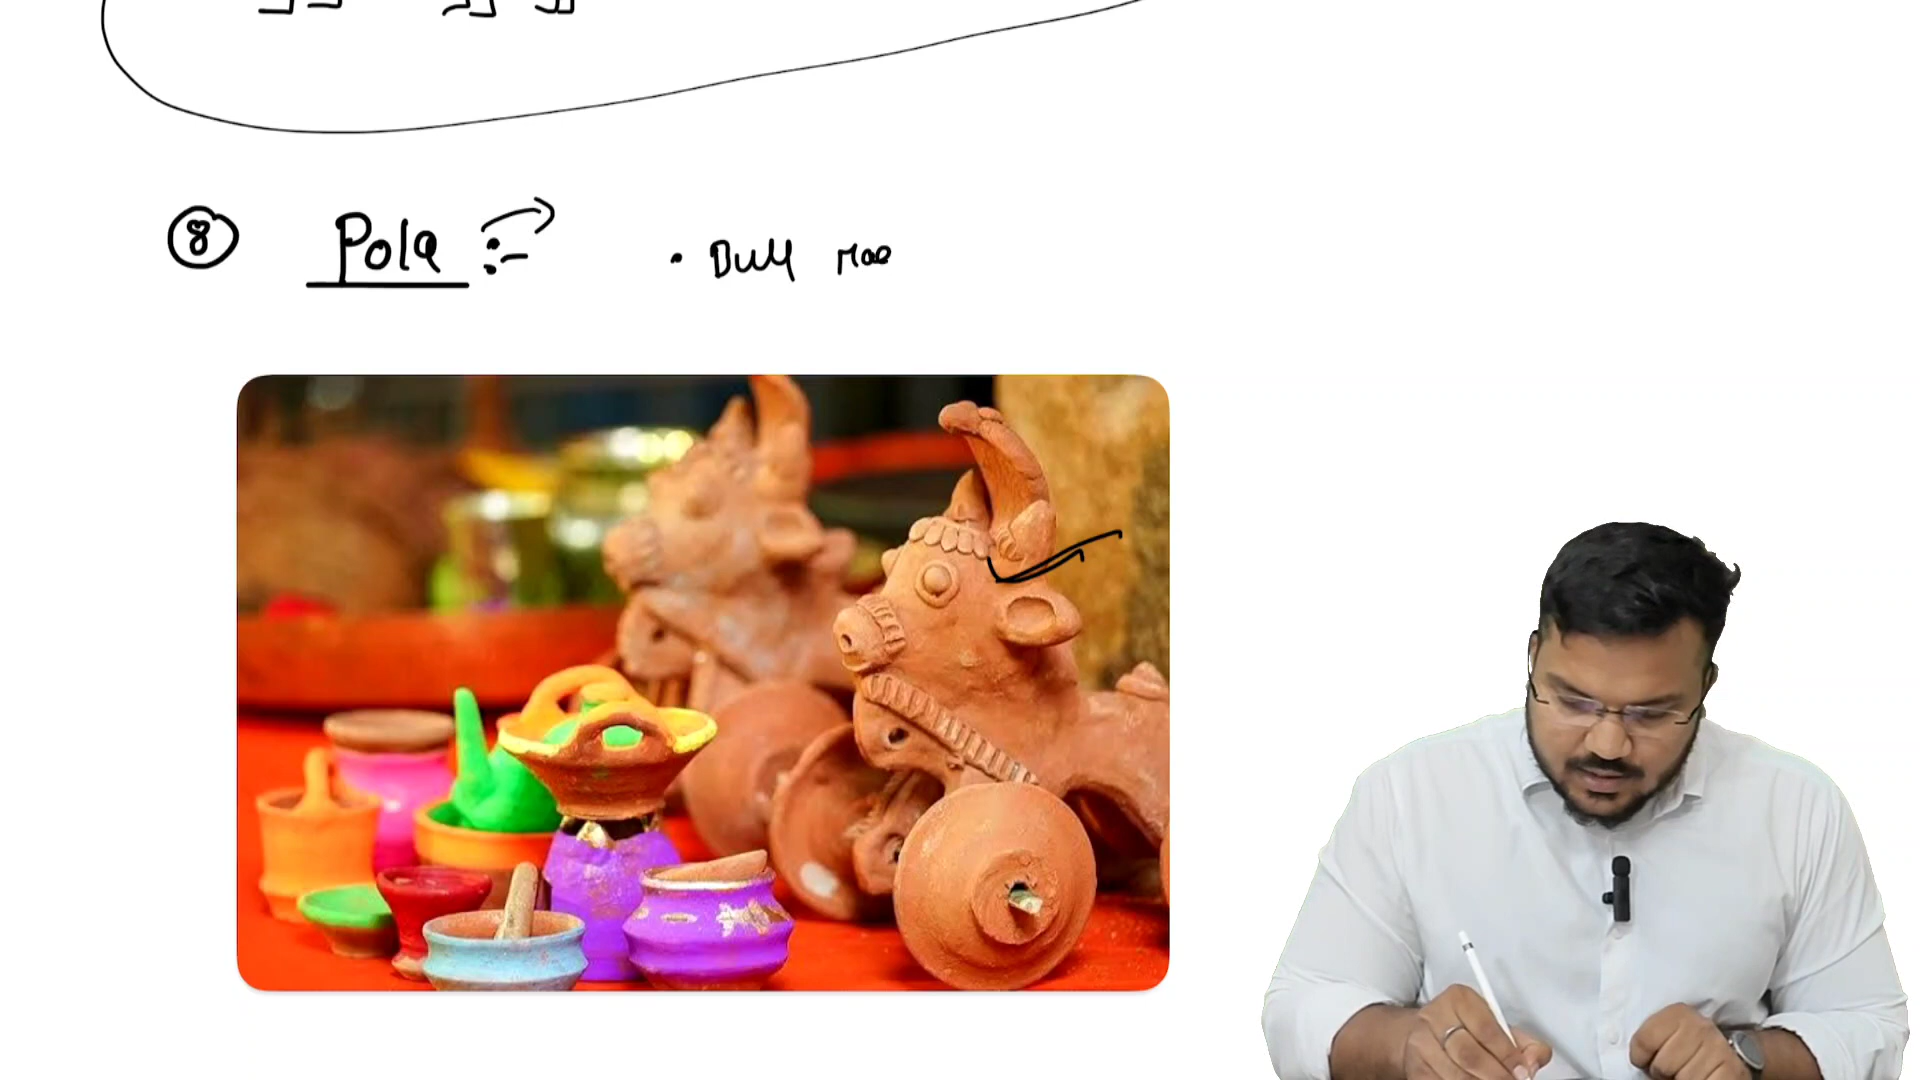 ⑧ Pola :- → • Bull